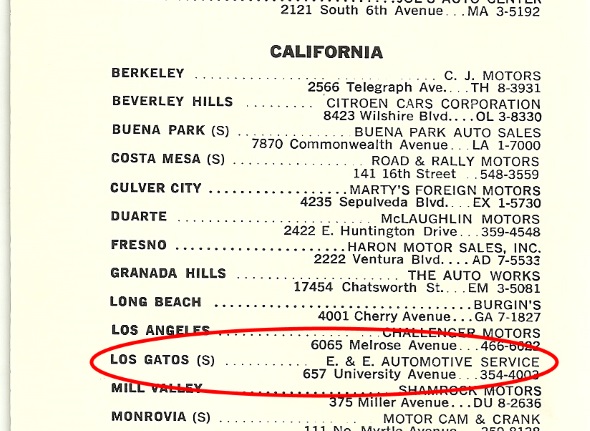 2121 South 6th Avenue...MA 3-5192
CALIFORNIA
BERKELEY ........................ C. J. MOTORS
2566 Telegraph Ave....TH 8-3931
BEVERLEY HILLS ......... CITROEN CARS CORPORATION
8423 Wilshire Blvd....OL 3-8330
BUENA PARK (S) ............... BUENA PARK AUTO SALES
7870 Commonwealth Avenue...LA 1-7000
COSTA MESA (S) ................ ROAD & RALLY MOTORS
141 16th Street ..548-3559
CULVER CITY ................MARTY'S FOREIGN MOTORS
4235 Sepulveda Blvd....EX 1-5730
DUARTE ....................... McLAUGHLIN MOTORS
2422 E. Huntington Drive...359-4548
FRESNO ....................HARON MOTOR SALES, INC.
2222 Ventura Blvd....AD 7-5533
GRANADA HILLS .................... THE AUTO WORKS
17454 Chatsworth St....EM 3-5081
LONG BEACH ............................BURGIN'S
4001 Cherry Avenue...GA 7-1827
LOS ANGELES CHALLENGER MOTORS
6065 Melrose Avenue...466-6022
LOS GATOS (S) ............ E. & E. AUTOMOTIVE SERVICE
657 University Avenue...354-4003
MILL VALLEY SHAMROCK MOTORS
375 Miller Avenue...DU 8-2636
MONROVIA (S) .................. MOTOR CAM & CRANK